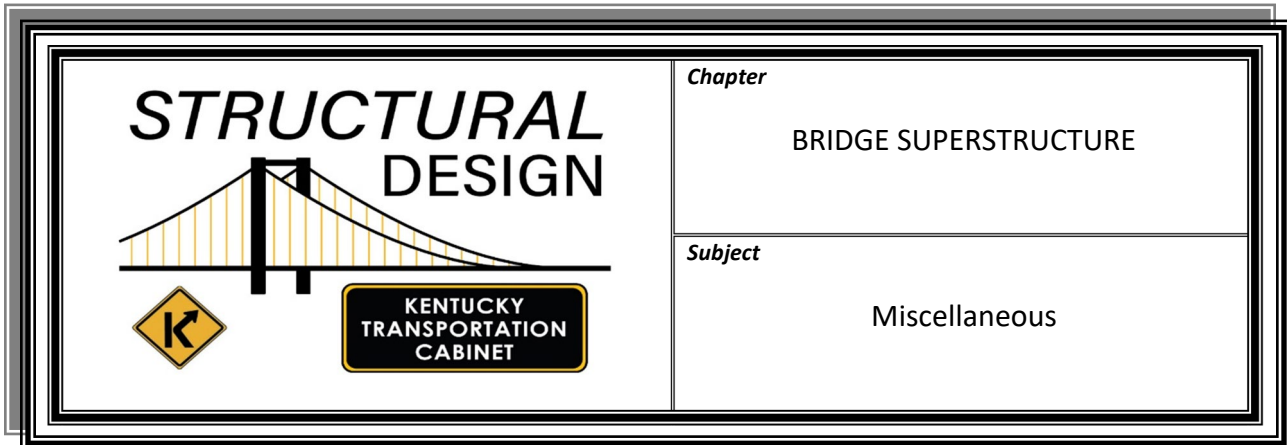 STRUCTURAL
DESIGN
K
KENTUCKY
TRANSPORTATION
CABINET
Chapter
BRIDGE SUPERSTRUCTURE
Subject
Miscellaneous